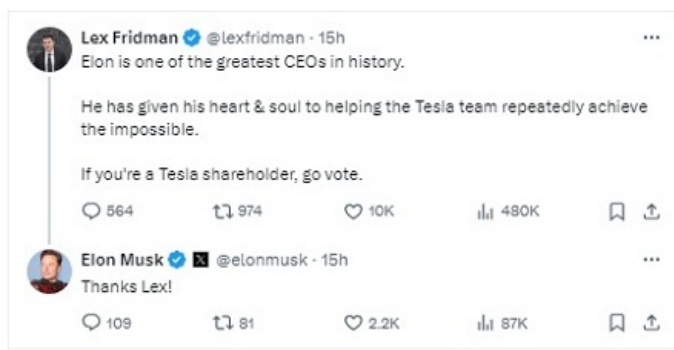 Lex Fridman @lexfridman · 15h
Elon is one of the greatest CEOs in history.
He has given his heart & soul to helping the Tesla team repeatedly achieve
the impossible.
If you're a Tesla shareholder, go vote.
564 974 10K 480K
Elon Musk @elonmusk · 15h
Thanks Lex!
109 81 2.2K 87K